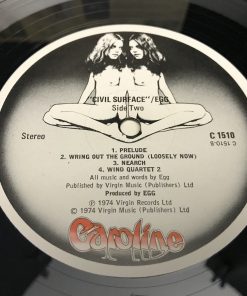 "CIVIL SURFACE"/EGG
Side Two
Stereo
C 1510
C 1510-B
1. PRELUDE
2. WRING OUT THE GROUND (LOOSELY NOW)
3. NEARCH
4. WIND QUARTET 2
All music and words by Egg
Published by Virgin Music (Publishers) Ltd
Produced by EGG
℗ 1974 Virgin Records Ltd
© 1974 Virgin Music (Publishers) Ltd
Caroline